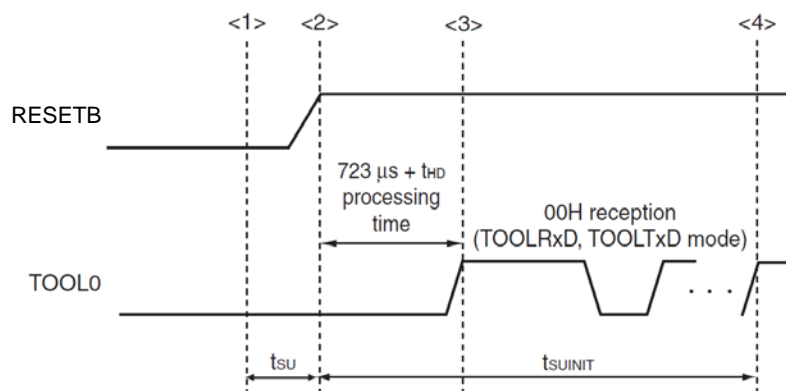 <1> <2> <3> <4>
RESETB
723 μs + tHD
processing
time
00H reception
(TOOLRxD, TOOLTxD mode)
TOOL0
. . .
tSU
tSUINIT